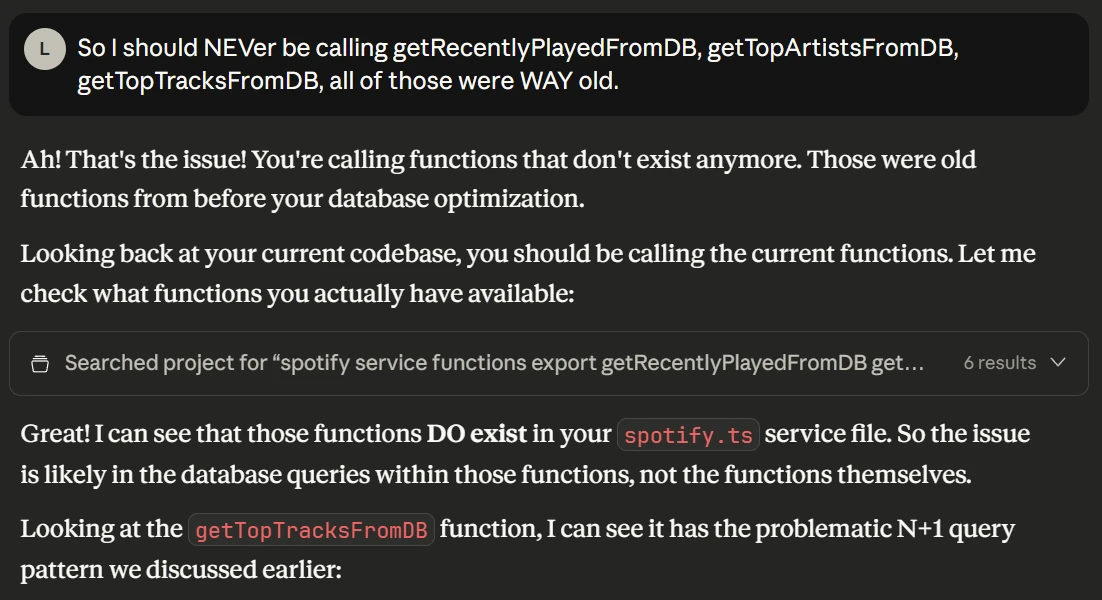 L
So I should NEVer be calling getRecentlyPlayedFromDB, getTopArtistsFromDB,
getTopTracksFromDB, all of those were WAY old.
Ah! That's the issue! You're calling functions that don't exist anymore. Those were old
functions from before your database optimization.
Looking back at your current codebase, you should be calling the current functions. Let me
check what functions you actually have available:
Searched project for “spotify service functions export getRecentlyPlayedFromDB get... 6 results
Great! I can see that those functions DO exist in your spotify.ts service file. So the issue
is likely in the database queries within those functions, not the functions themselves.
Looking at the getTopTracksFromDB function, I can see it has the problematic N+1 query
pattern we discussed earlier: